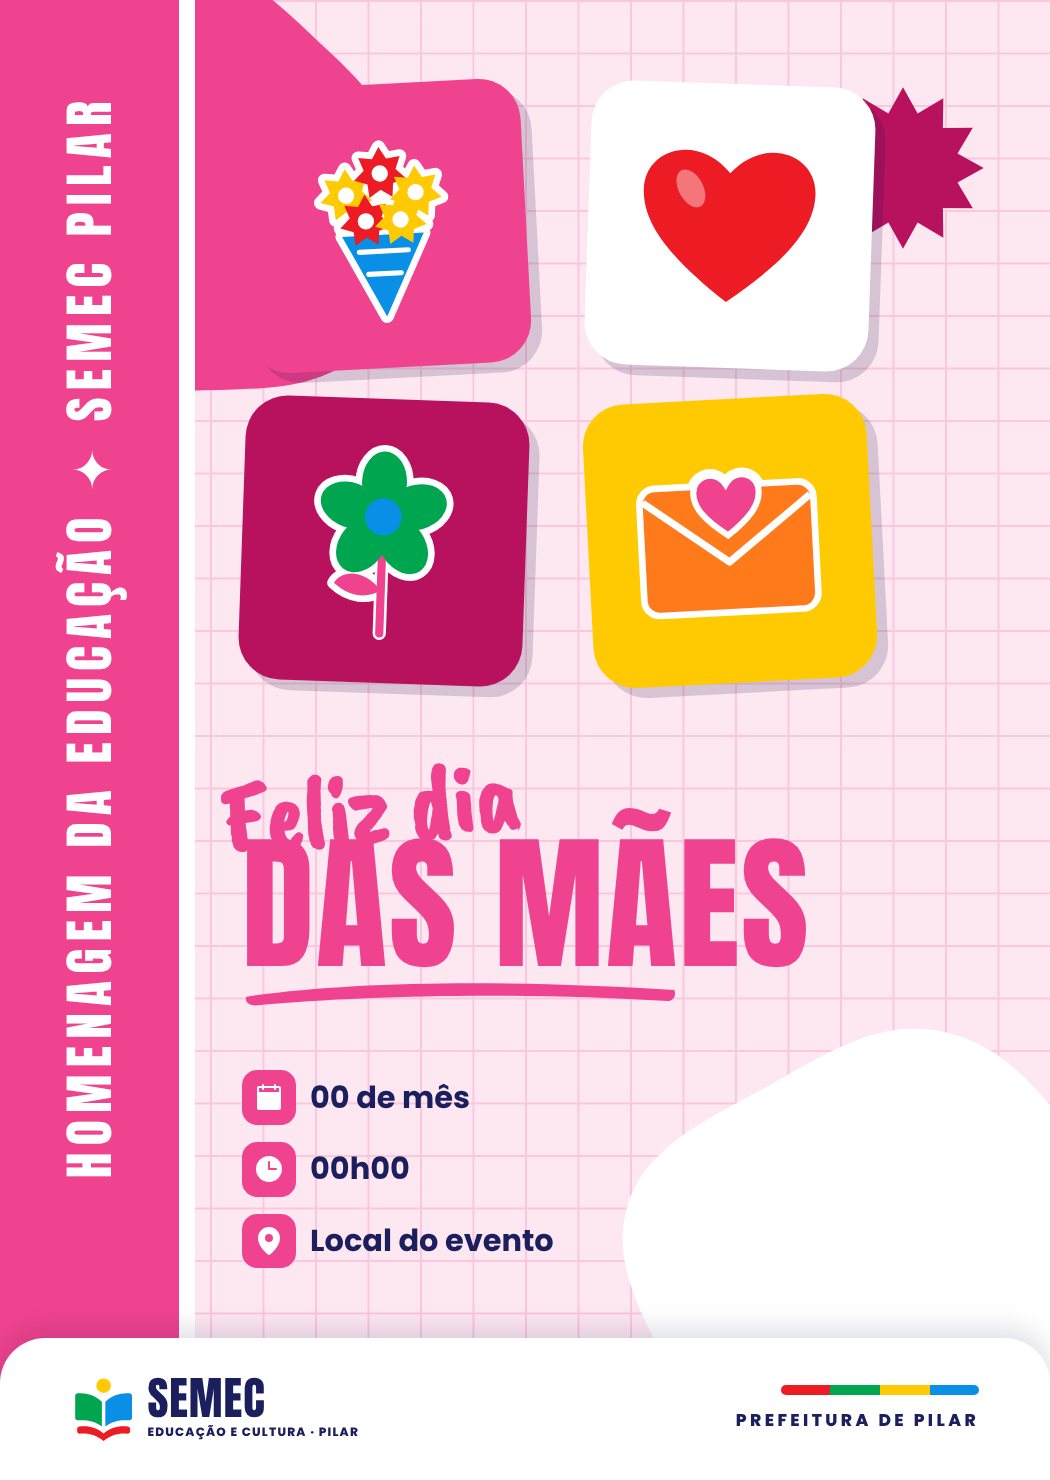 HOMENAGEM DA EDUCAÇÃO ✦ SEMEC PILAR
Feliz dia
DAS MÃES
00 de mês
00h00
Local do evento
SEMEC
EDUCAÇÃO E CULTURA · PILAR
PREFEITURA DE PILAR